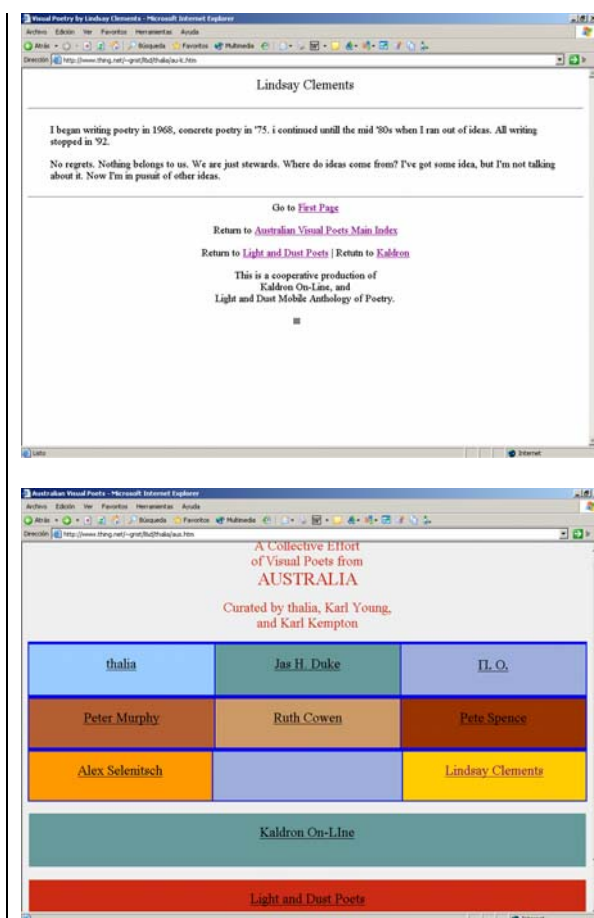 Visual Poetry by Lindsay Clements - Microsoft Internet Explorer
Archivo Edición Ver Favoritos Herramientas Ayuda
Atrás Búsqueda Favoritos Multimedia
Dirección http://www.thing.net/~grist/l&d/thalia/au-lc.htm
Lindsay Clements
I began writing poetry in 1968, concrete poetry in '75. i continued untill the mid '80s when I ran out of ideas. All writing
stopped in '92.
No regrets. Nothing belongs to us. We are just stewards. Where do ideas come from? I've got some idea, but I'm not talking
about it. Now I'm in pusuit of other ideas.
Go to First Page
Return to Australian Visual Poets Main Index
Return to Light and Dust Poets | Retutn to Kaldron
This is a cooperative production of
Kaldron On-Line, and
Light and Dust Mobile Anthology of Poetry.
Listo Internet
Australian Visual Poets - Microsoft Internet Explorer
Archivo Edición Ver Favoritos Herramientas Ayuda
Atrás Búsqueda Favoritos Multimedia
Dirección http://www.thing.net/~grist/l&d/thalia/aus.htm
A Collective Effort
of Visual Poets from
AUSTRALIA
Curated by thalia, Karl Young,
and Karl Kempton
thalia Jas H. Duke Π. O.
Peter Murphy Ruth Cowen Pete Spence
Alex Selenitsch Lindsay Clements
Kaldron On-LIne
Light and Dust Poets